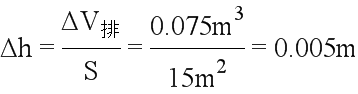 Δh = ΔV排/S = 0.075m³/15m² = 0.005m